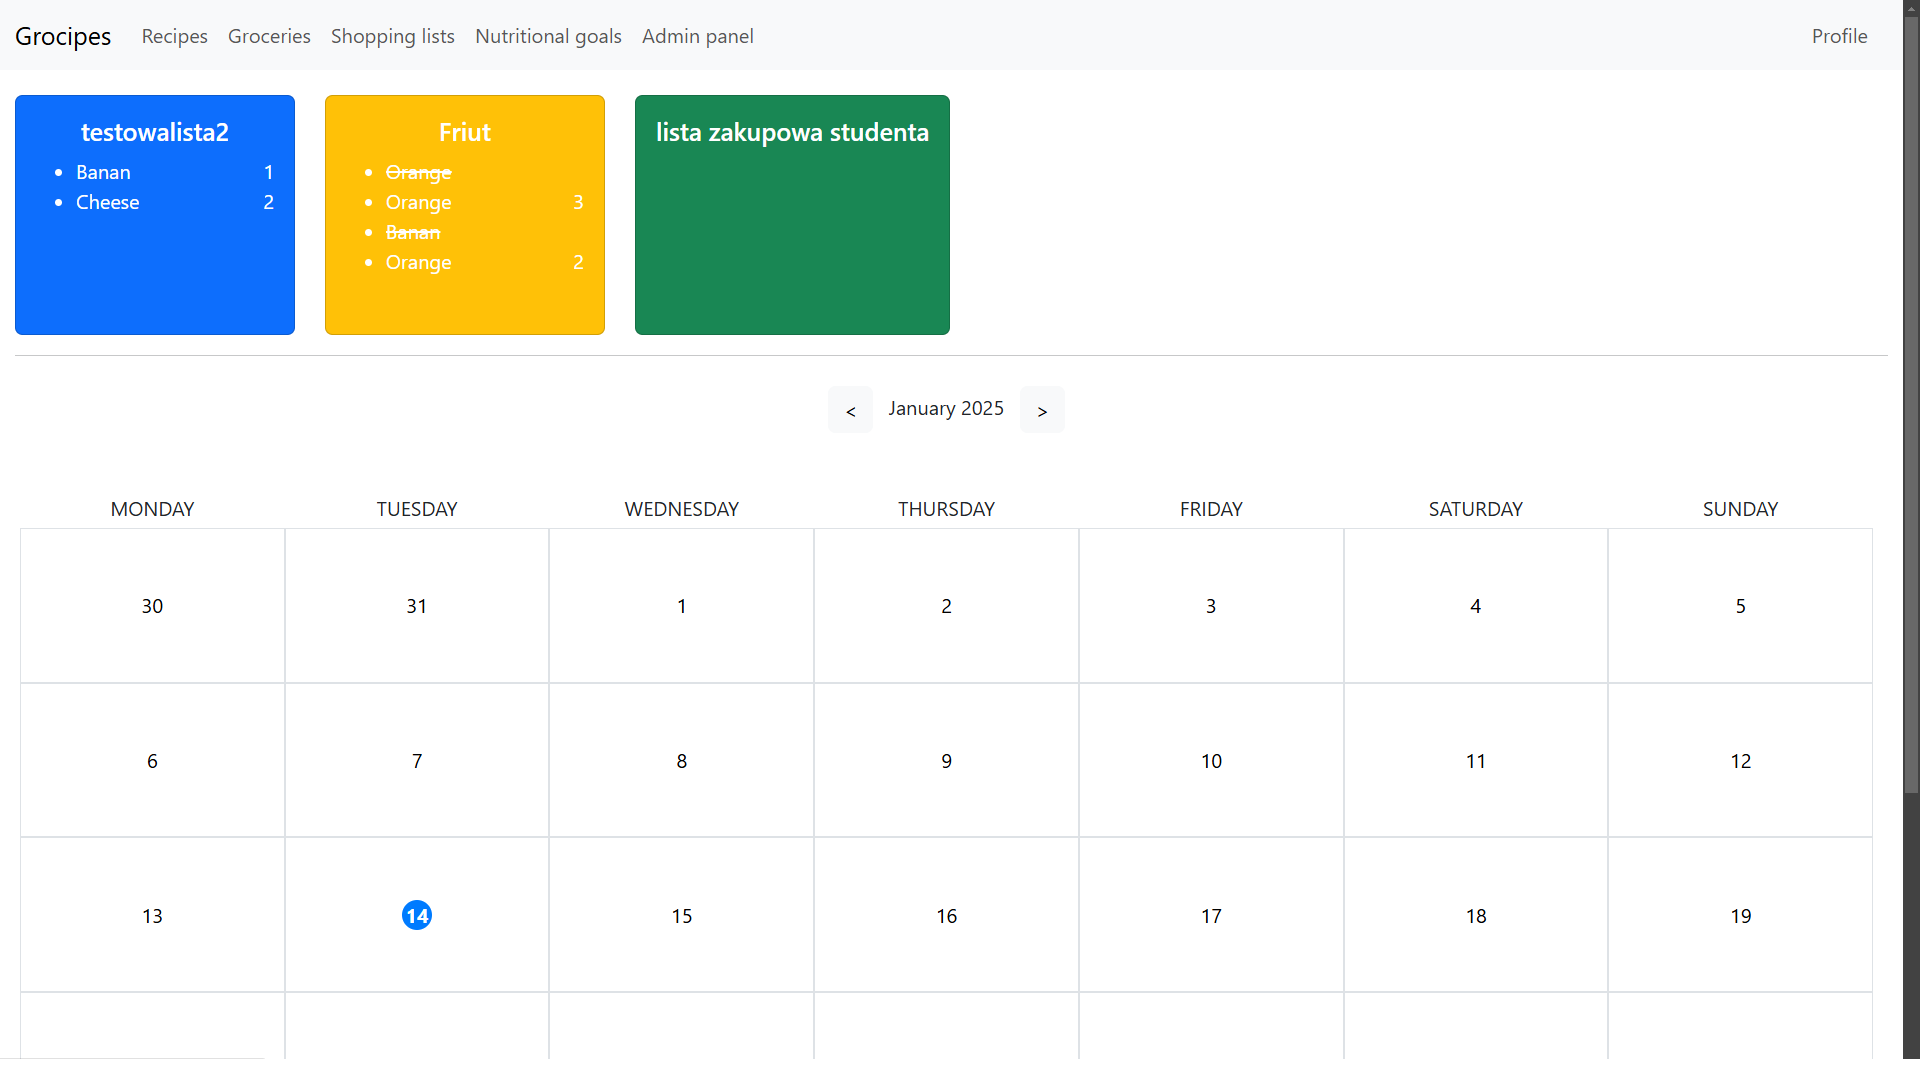 Grocipes Recipes Groceries Shopping lists Nutritional goals Admin panel Profile
testowalista2
Banan 1
Cheese 2
Friut
Orange
Orange 3
Banan
Orange 2
lista zakupowa studenta
< January 2025 >
MONDAY TUESDAY WEDNESDAY THURSDAY FRIDAY SATURDAY SUNDAY
30 31 1 2 3 4 5
6 7 8 9 10 11 12
13 14 15 16 17 18 19